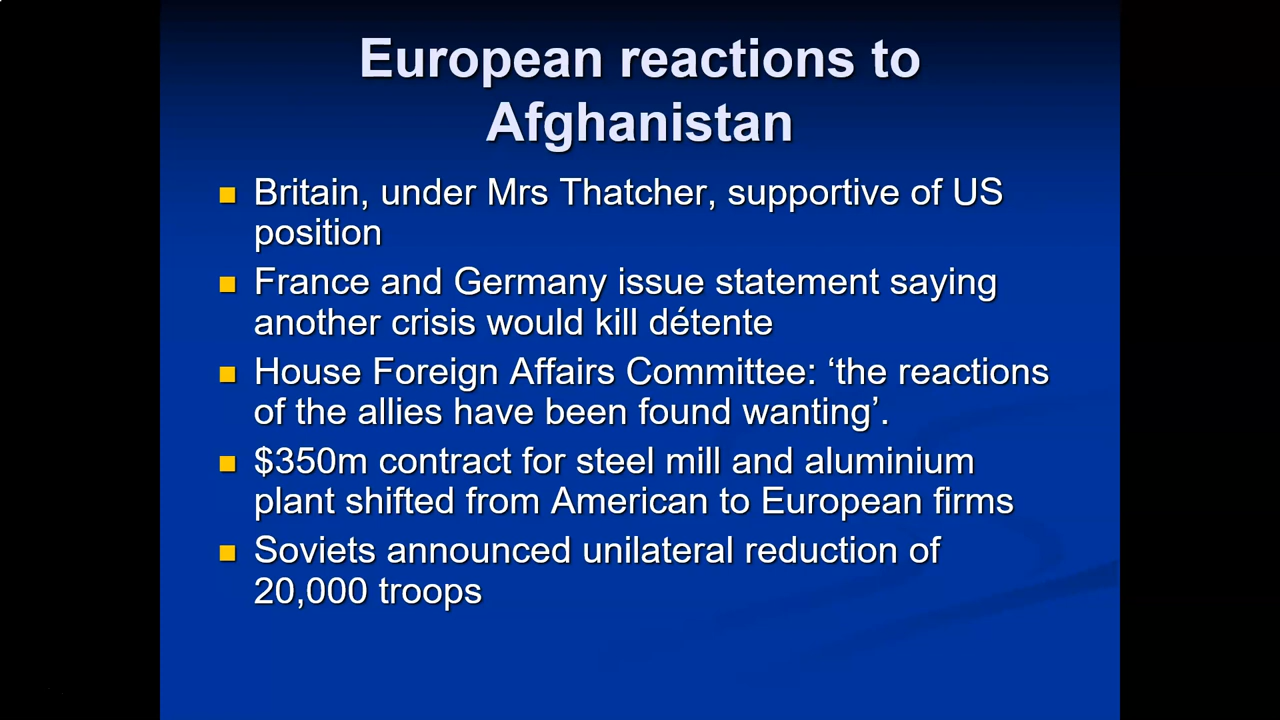 European reactions to
Afghanistan
Britain, under Mrs Thatcher, supportive of US
position
France and Germany issue statement saying
another crisis would kill détente
House Foreign Affairs Committee: ‘the reactions
of the allies have been found wanting’.
$350m contract for steel mill and aluminium
plant shifted from American to European firms
Soviets announced unilateral reduction of
20,000 troops